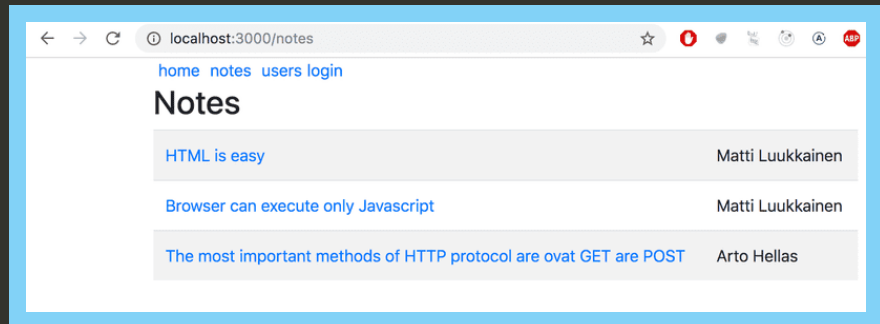 localhost:3000/notes
ABP
home notes users login
Notes
HTML is easy Matti Luukkainen
Browser can execute only Javascript Matti Luukkainen
The most important methods of HTTP protocol are ovat GET are POST Arto Hellas